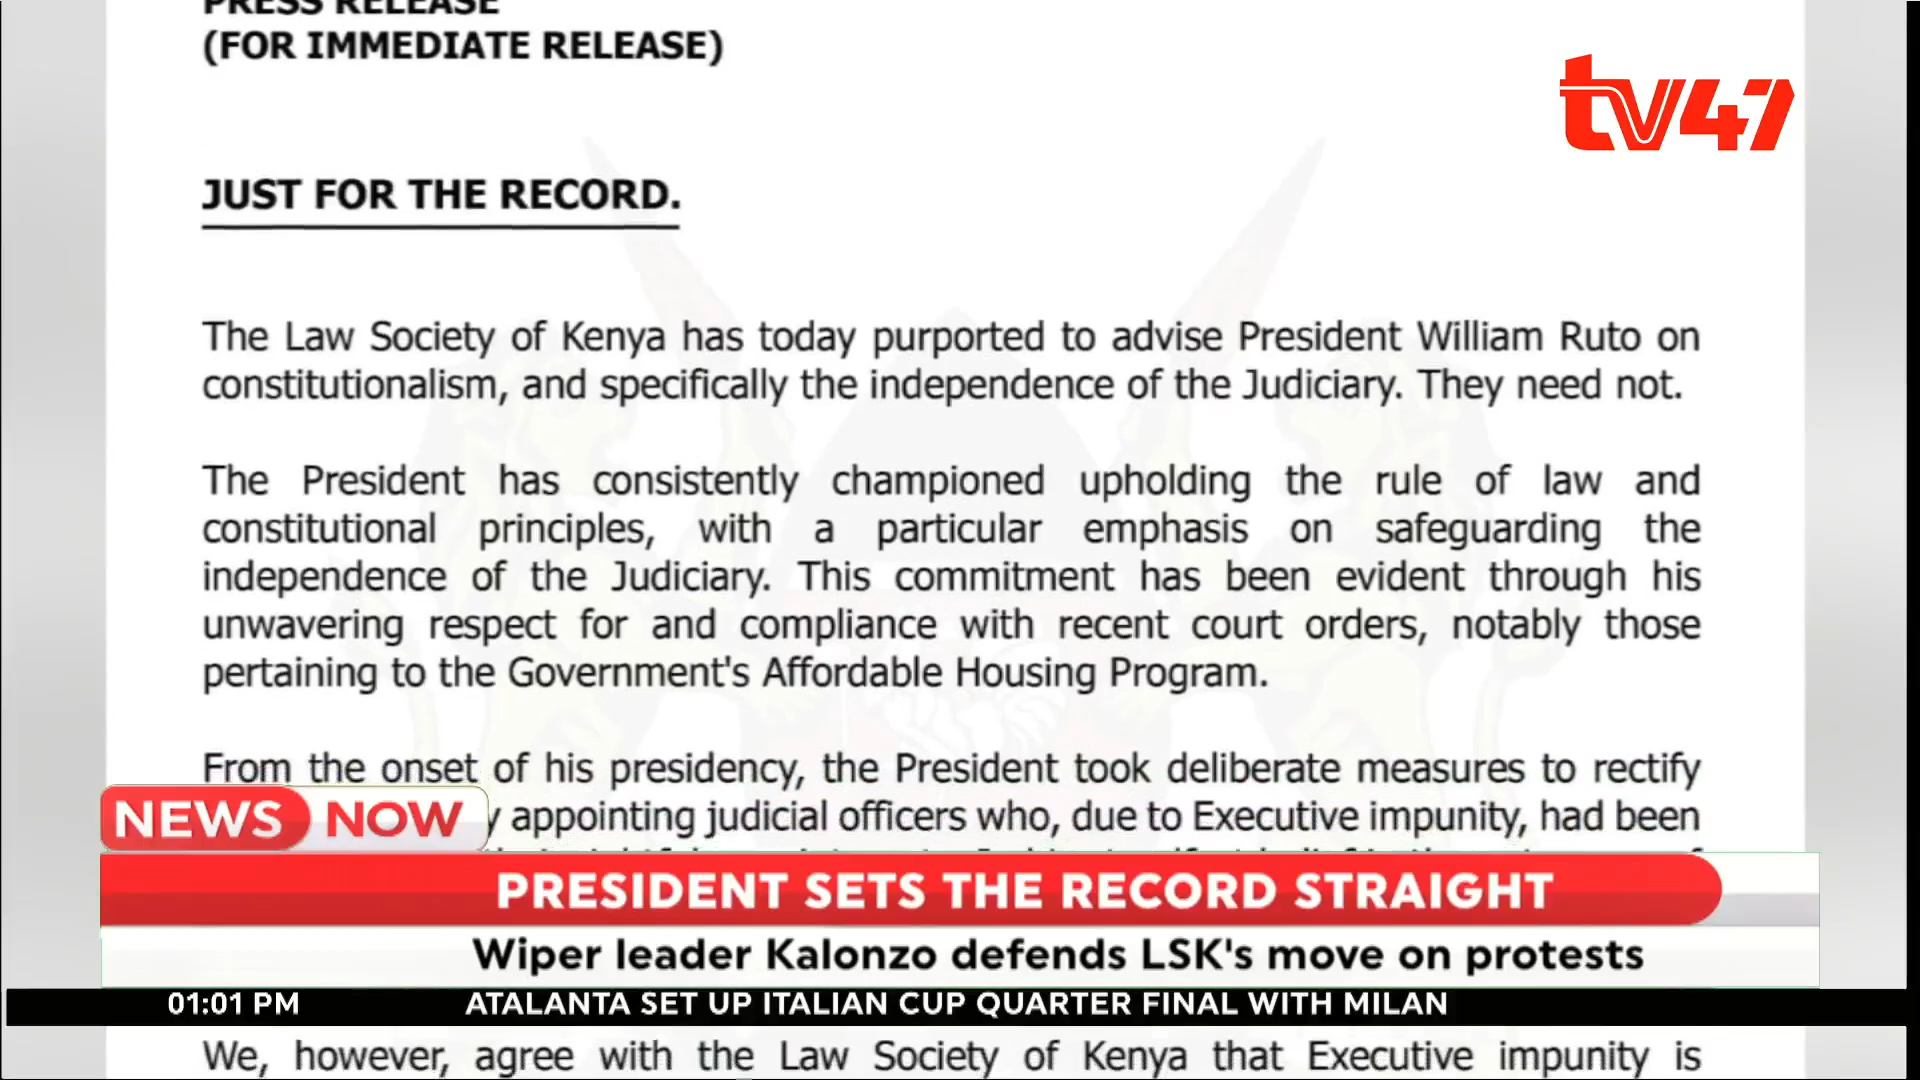 PRESS RELEASE
(FOR IMMEDIATE RELEASE)
tv47
JUST FOR THE RECORD.
The Law Society of Kenya has today purported to advise President William Ruto on
constitutionalism, and specifically the independence of the Judiciary. They need not.
The President has consistently championed upholding the rule of law and
constitutional principles, with a particular emphasis on safeguarding the
independence of the Judiciary. This commitment has been evident through his
unwavering respect for and compliance with recent court orders, notably those
pertaining to the Government's Affordable Housing Program.
From the onset of his presidency, the President took deliberate measures to rectify
appointing judicial officers who, due to Executive impunity, had been
NEWS NOW
PRESIDENT SETS THE RECORD STRAIGHT
Wiper leader Kalonzo defends LSK's move on protests
01:01 PM ATALANTA SET UP ITALIAN CUP QUARTER FINAL WITH MILAN
We, however, agree with the Law Society of Kenya that Executive impunity is